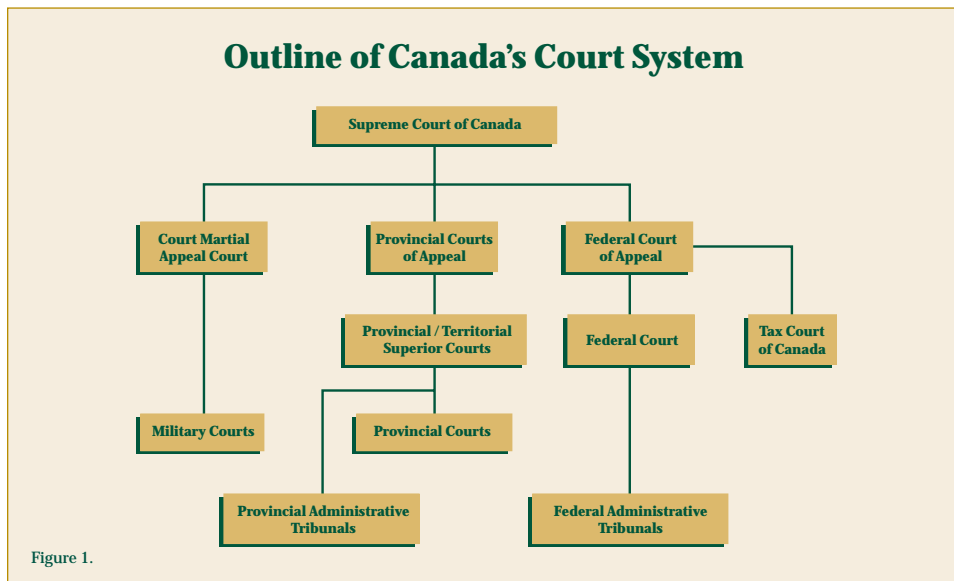 Outline of Canada's Court System
Supreme Court of Canada
Court Martial
Appeal Court
Provincial Courts
of Appeal
Federal Court
of Appeal
Provincial / Territorial
Superior Courts
Federal Court
Tax Court
of Canada
Military Courts
Provincial Courts
Provincial Administrative
Tribunals
Federal Administrative
Tribunals
Figure 1.